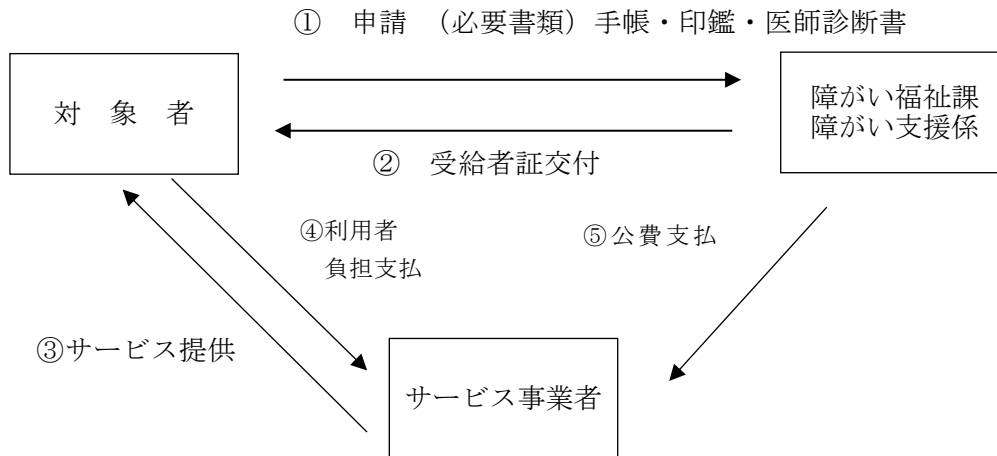 ① 申請 （必要書類）手帳・印鑑・医師診断書
対 象 者
障がい福祉課
障がい支援係
② 受給者証交付
④利用者
負担支払
⑤公費支払
③サービス提供
サービス事業者